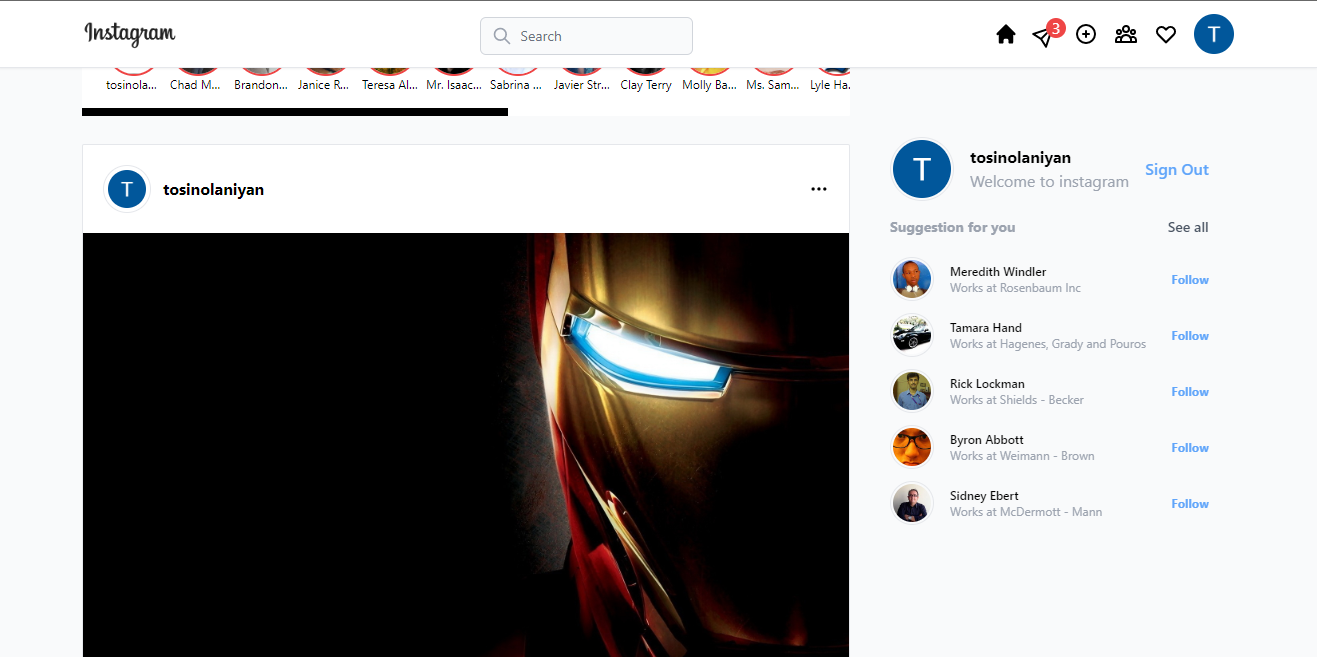 Instagram
Search
3
T
tosinola...
Chad M...
Brandon...
Janice R...
Teresa Al...
Mr. Isaac...
Sabrina ...
Javier Str...
Clay Terry
Molly Ba...
Ms. Sam...
Lyle Ha.
T
tosinolaniyan
...
T
tosinolaniyan
Welcome to instagram
Sign Out
Suggestion for you
See all
Meredith Windler
Works at Rosenbaum Inc
Follow
Tamara Hand
Works at Hagenes, Grady and Pouros
Follow
Rick Lockman
Works at Shields - Becker
Follow
Byron Abbott
Works at Weimann - Brown
Follow
Sidney Ebert
Works at McDermott - Mann
Follow